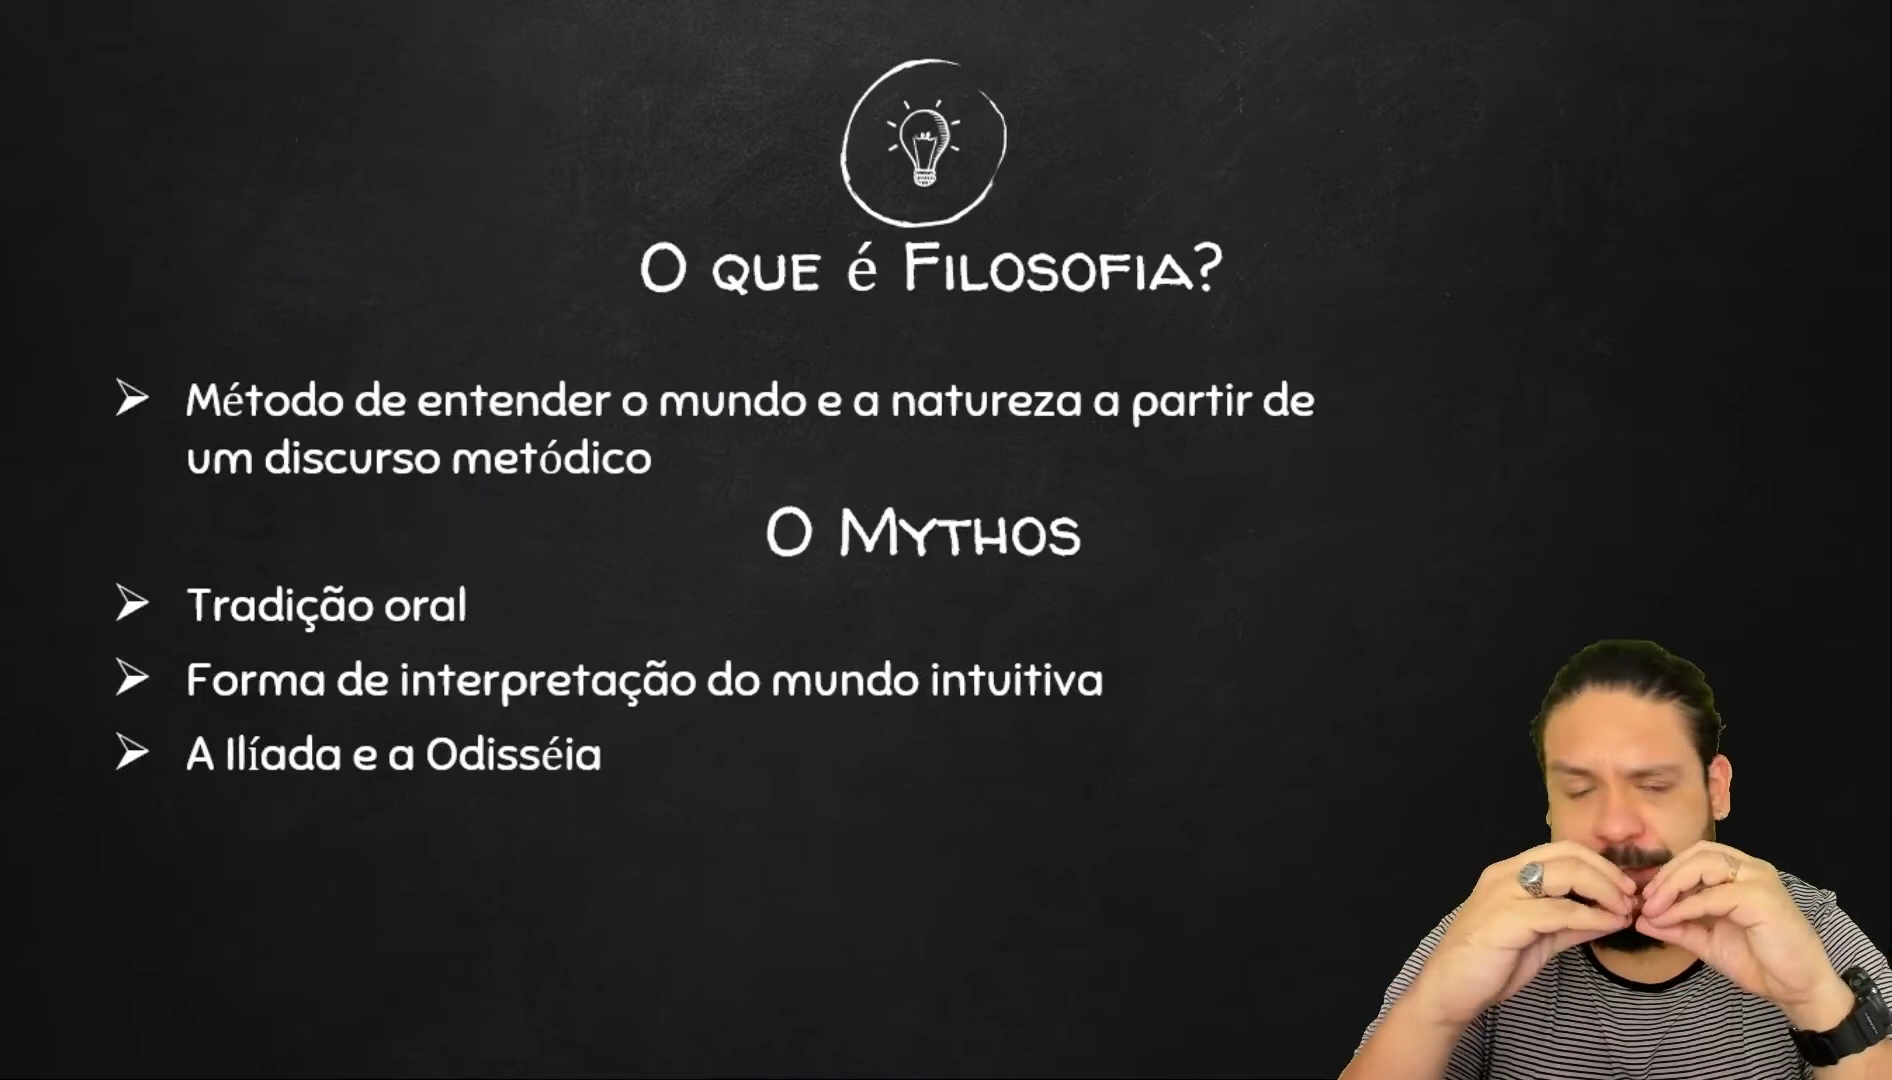 O que é Filosofia?
Método de entender o mundo e a natureza a partir de
um discurso metódico
O Mythos
Tradição oral
Forma de interpretação do mundo intuitiva
A Ilíada e a Odisséia